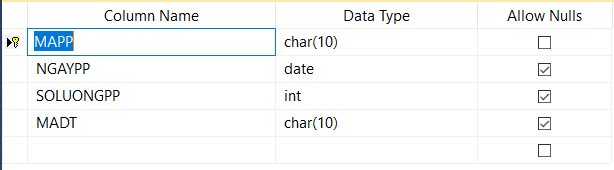 Column Name Data Type Allow Nulls
MAPP char(10)
NGAYPP date
SOLUONGPP int
MADT char(10)